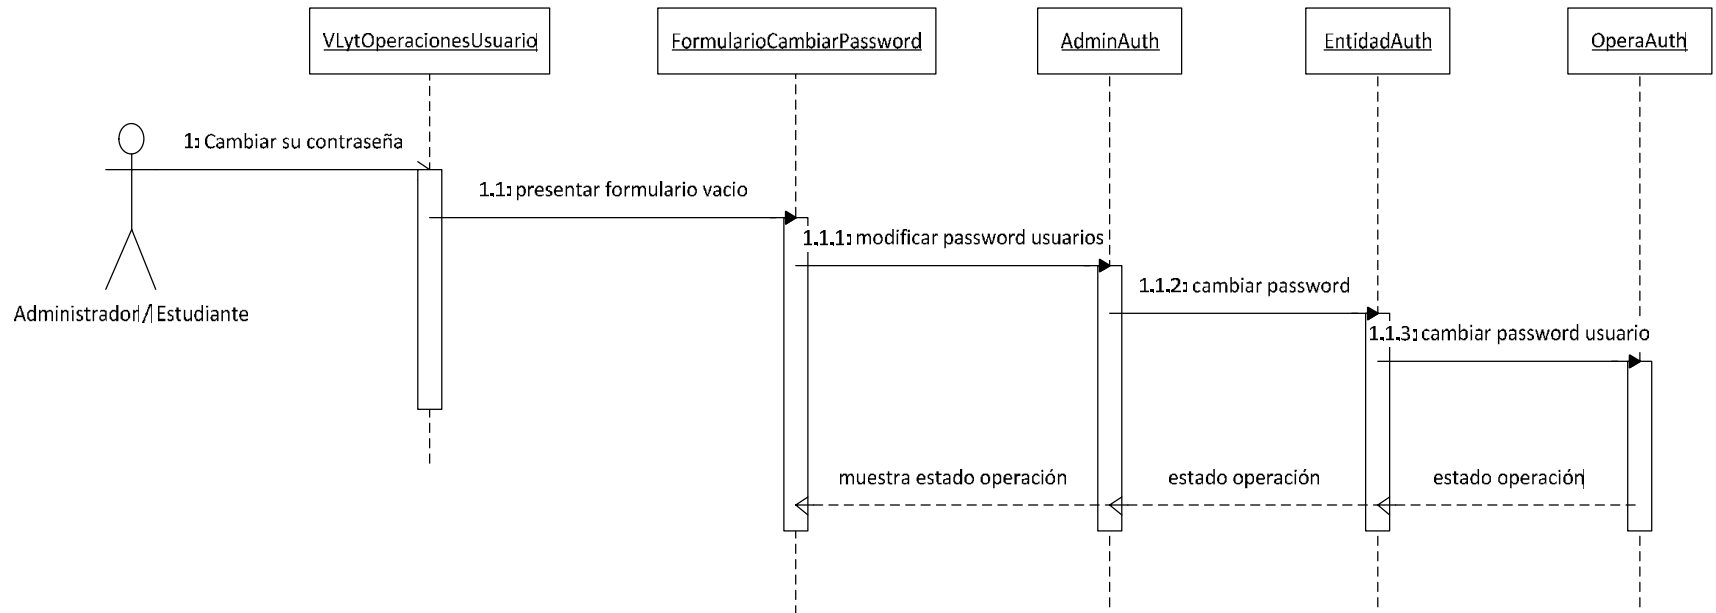 VLytOperacionesUsuario
FormularioCambiarPassword
AdminAuth
EntidadAuth
OperaAuth
1: Cambiar su contraseña
1.1: presentar formulario vacio
1.1.1: modificar password usuarios
1.1.2: cambiar password
Administrador/Estudiante
1.1.3: cambiar password usuario
muestra estado operación
estado operación
estado operación